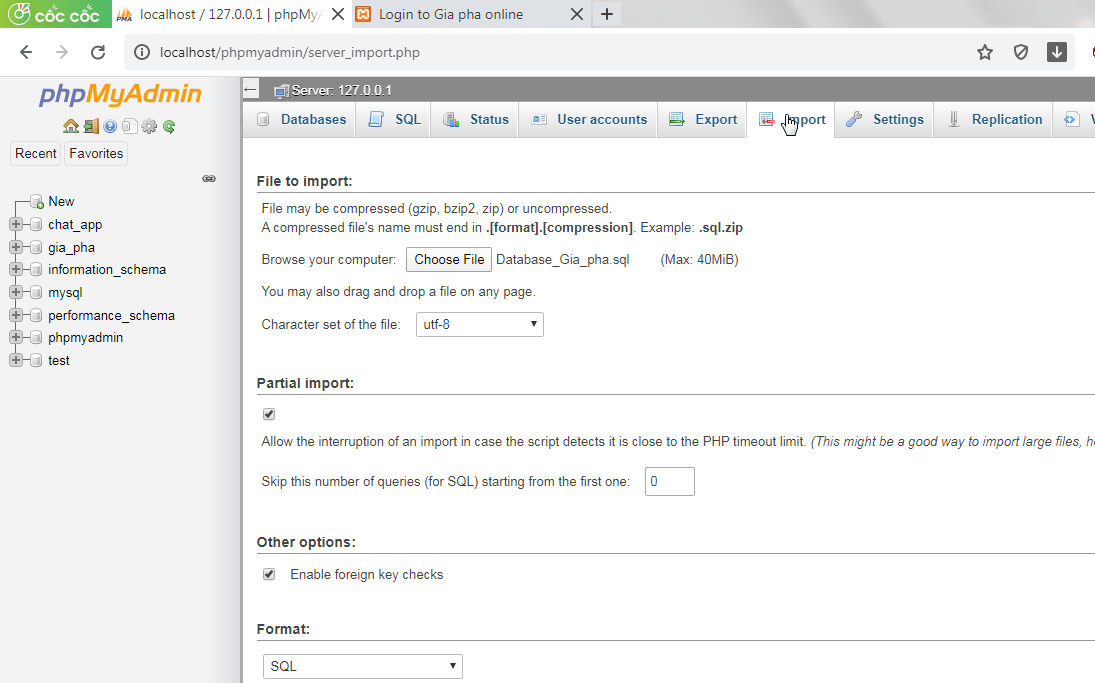 cốc cốc
localhost / 127.0.0.1 | phpMyA
Login to Gia pha online
localhost/phpmyadmin/server_import.php
phpMyAdmin
Recent
Favorites
New
chat_app
gia_pha
information_schema
mysql
performance_schema
phpmyadmin
test
Server: 127.0.0.1
Databases
SQL
Status
User accounts
Export
Import
Settings
Replication
File to import:
File may be compressed (gzip, bzip2, zip) or uncompressed.
A compressed file's name must end in .[format].[compression]. Example: .sql.zip
Browse your computer: Choose File Database_Gia_pha.sql (Max: 40MiB)
You may also drag and drop a file on any page.
Character set of the file: utf-8
Partial import:
Allow the interruption of an import in case the script detects it is close to the PHP timeout limit. (This might be a good way to import large files,
Skip this number of queries (for SQL) starting from the first one: 0
Other options:
Enable foreign key checks
Format:
SQL